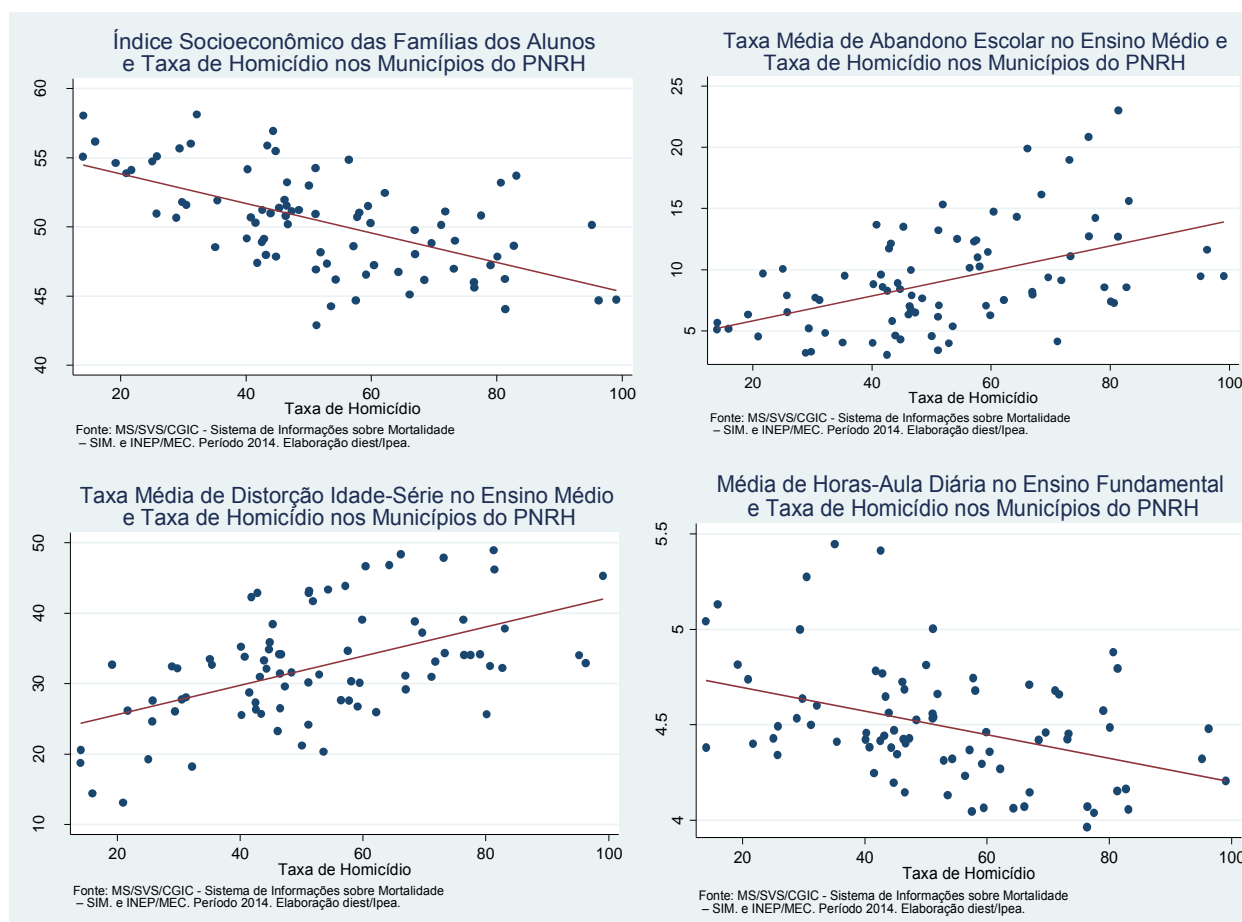 Índice Socioeconômico das Famílias dos Alunos
e Taxa de Homicídio nos Municípios do PNRH
60
55
50
45
40
20
40
60
80
100
Taxa de Homicídio
Fonte: MS/SVS/CGIC - Sistema de Informações sobre Mortalidade
– SIM. e INEP/MEC. Período 2014. Elaboração diest/Ipea.
Taxa Média de Abandono Escolar no Ensino Médio e
Taxa de Homicídio nos Municípios do PNRH
25
20
15
10
5
20
40
60
80
100
Taxa de Homicídio
Fonte: MS/SVS/CGIC - Sistema de Informações sobre Mortalidade
– SIM. e INEP/MEC. Período 2014. Elaboração diest/Ipea.
Taxa Média de Distorção Idade-Série no Ensino Médio
e Taxa de Homicídio nos Municípios do PNRH
50
40
30
20
10
20
40
60
80
100
Taxa de Homicídio
Fonte: MS/SVS/CGIC - Sistema de Informações sobre Mortalidade
– SIM. e INEP/MEC. Período 2014. Elaboração diest/Ipea.
Média de Horas-Aula Diária no Ensino Fundamental
e Taxa de Homicídio nos Municípios do PNRH
5.5
5
4.5
4
20
40
60
80
100
Taxa de Homicídio
Fonte: MS/SVS/CGIC - Sistema de Informações sobre Mortalidade
– SIM. e INEP/MEC. Período 2014. Elaboração diest/Ipea.